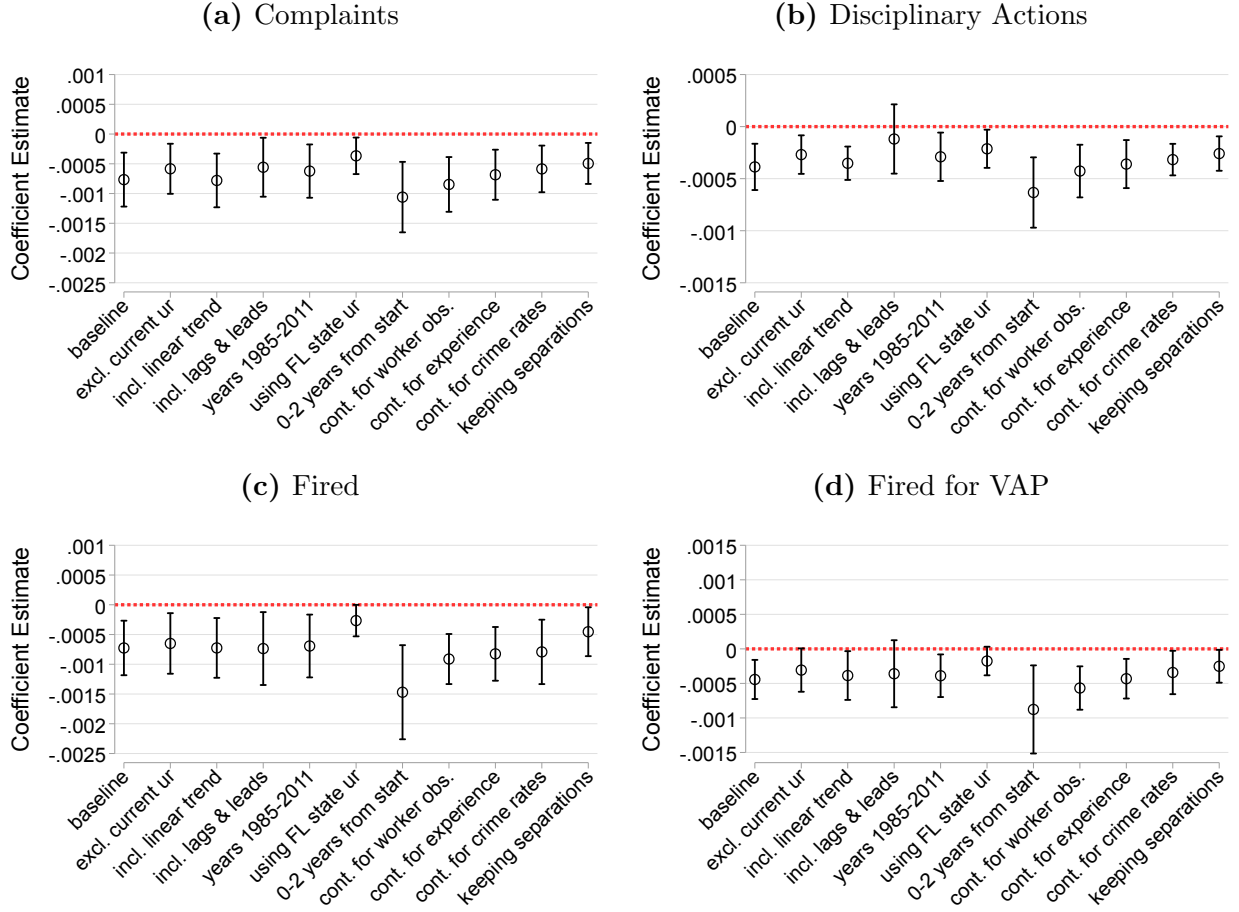 (a) Complaints
Coefficient Estimate
.001
.0005
0
-.0005
-.001
-.0015
-.002
-.0025
baseline
excl. current ur
incl. linear trend
incl. lags & leads
years 1985-2011
using FL state ur
0-2 years from start
cont. for worker obs.
cont. for experience
cont. for crime rates
keeping separations
(b) Disciplinary Actions
Coefficient Estimate
.0005
0
-.0005
-.001
-.0015
baseline
excl. current ur
incl. linear trend
incl. lags & leads
years 1985-2011
using FL state ur
0-2 years from start
cont. for worker obs.
cont. for experience
cont. for crime rates
keeping separations
(c) Fired
Coefficient Estimate
.001
.0005
0
-.0005
-.001
-.0015
-.002
-.0025
baseline
excl. current ur
incl. linear trend
incl. lags & leads
years 1985-2011
using FL state ur
0-2 years from start
cont. for worker obs.
cont. for experience
cont. for crime rates
keeping separations
(d) Fired for VAP
Coefficient Estimate
.0015
.001
.0005
0
-.0005
-.001
-.0015
baseline
excl. current ur
incl. linear trend
incl. lags & leads
years 1985-2011
using FL state ur
0-2 years from start
cont. for worker obs.
cont. for experience
cont. for crime rates
keeping separations